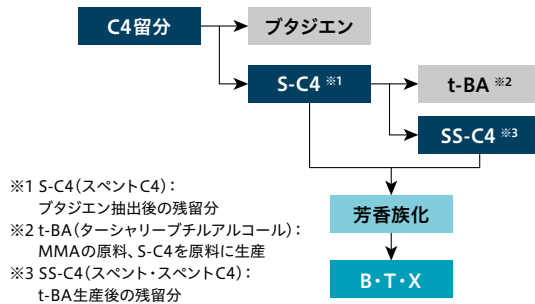 C4留分
ブタジエン
S-C4 ※1
t-BA ※2
SS-C4 ※3
芳香族化
B・T・X
※1 S-C4（スペントC4）：
ブタジエン抽出後の残留分
※2 t-BA（ターシャリーブチルアルコール）：
MMAの原料、S-C4を原料に生産
※3 SS-C4（スペント・スペントC4）：
t-BA生産後の残留分